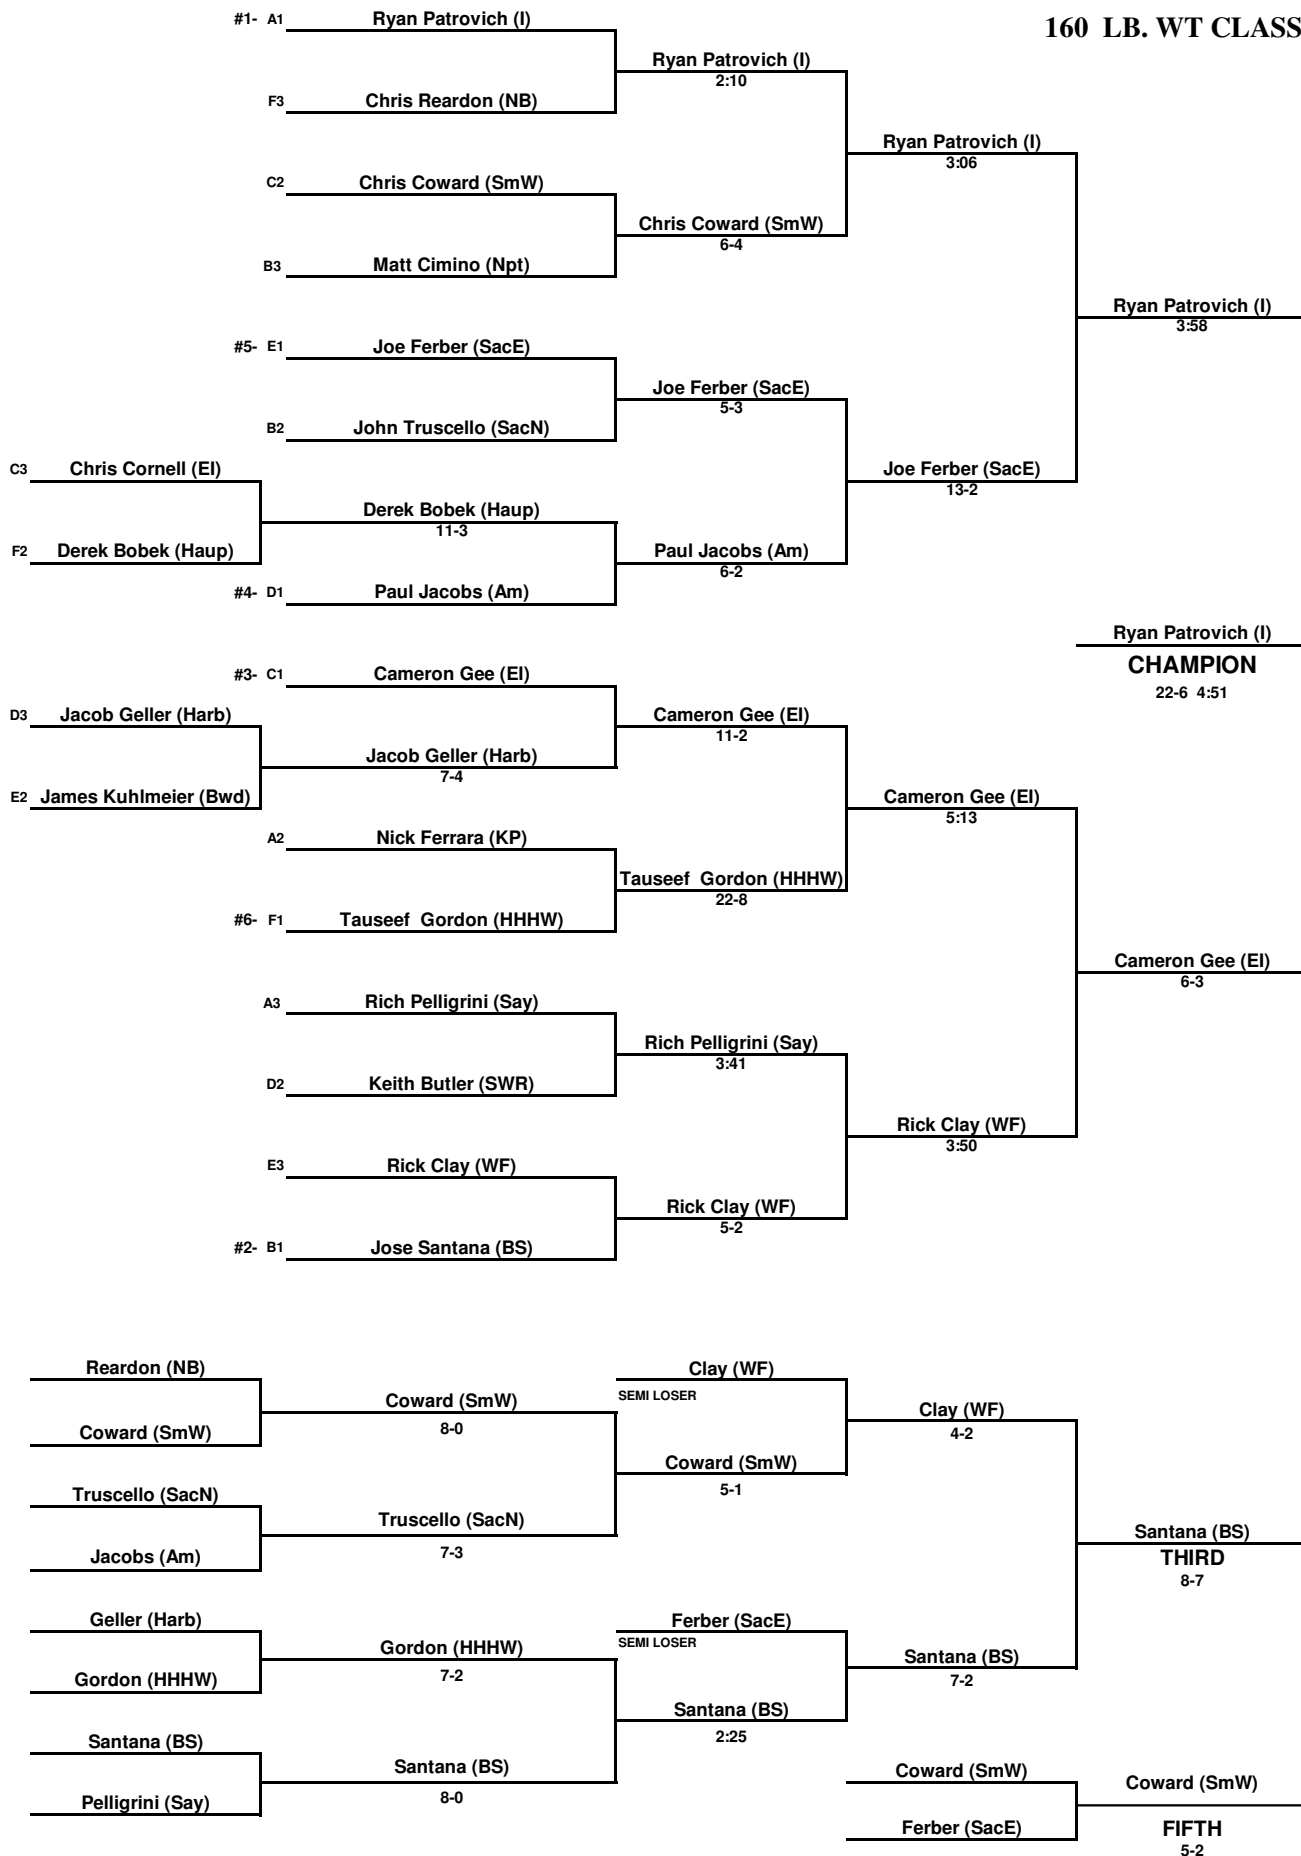 #1- A1 Ryan Patrovich (I)
160 LB. WT CLASS
Ryan Patrovich (I)
2:10
F3 Chris Reardon (NB)
Ryan Patrovich (I)
3:06
C2 Chris Coward (SmW)
Chris Coward (SmW)
6-4
B3 Matt Cimino (Npt)
Ryan Patrovich (I)
3:58
#5- E1 Joe Ferber (SacE)
Joe Ferber (SacE)
5-3
B2 John Truscello (SacN)
C3 Chris Cornell (EI)
Joe Ferber (SacE)
13-2
Derek Bobek (Haup)
11-3
F2 Derek Bobek (Haup)
Paul Jacobs (Am)
6-2
#4- D1 Paul Jacobs (Am)
Ryan Patrovich (I)
CHAMPION
22-6 4:51
#3- C1 Cameron Gee (EI)
D3 Jacob Geller (Harb)
Cameron Gee (EI)
11-2
Jacob Geller (Harb)
7-4
E2 James Kuhlmeier (Bwd)
Cameron Gee (EI)
5:13
A2 Nick Ferrara (KP)
Tauseef Gordon (HHHW)
22-8
#6- F1 Tauseef Gordon (HHHW)
Cameron Gee (EI)
6-3
A3 Rich Pelligrini (Say)
Rich Pelligrini (Say)
3:41
D2 Keith Butler (SWR)
Rick Clay (WF)
3:50
E3 Rick Clay (WF)
Rick Clay (WF)
5-2
#2- B1 Jose Santana (BS)
Reardon (NB)
Clay (WF)
SEMI LOSER
Coward (SmW)
8-0
Clay (WF)
4-2
Coward (SmW)
Coward (SmW)
5-1
Truscello (SacN)
Truscello (SacN)
7-3
Santana (BS)
THIRD
8-7
Jacobs (Am)
Geller (Harb)
Ferber (SacE)
SEMI LOSER
Gordon (HHHW)
7-2
Santana (BS)
7-2
Gordon (HHHW)
Santana (BS)
2:25
Santana (BS)
Santana (BS)
8-0
Coward (SmW)
Coward (SmW)
Pelligrini (Say)
Ferber (SacE)
FIFTH
5-2